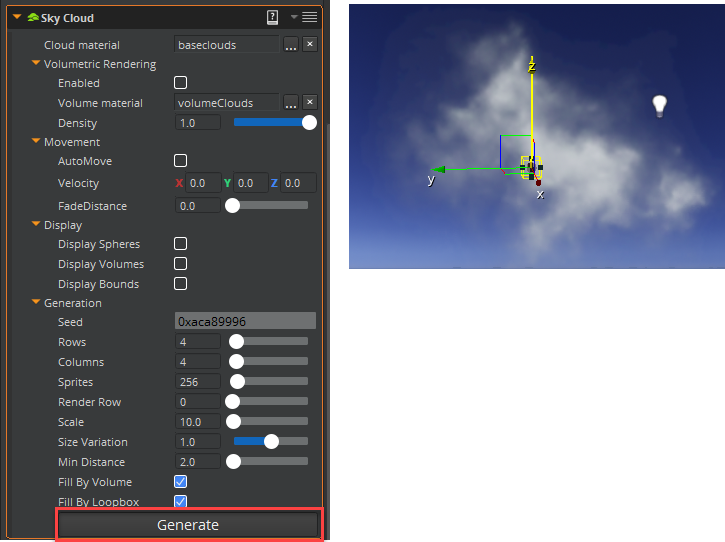 Sky Cloud
Cloud material baseclouds ...
Volumetric Rendering
Enabled
Volume material volumeClouds ...
Density 1.0
Movement
AutoMove
Velocity X 0.0 Y 0.0 Z 0.0
FadeDistance 0.0
Display
Display Spheres
Display Volumes
Display Bounds
Generation
Seed 0xaca89996
Rows 4
Columns 4
Sprites 256
Render Row 0
Scale 10.0
Size Variation 1.0
Min Distance 2.0
Fill By Volume
Fill By Loopbox
Generate
z
z
y
x